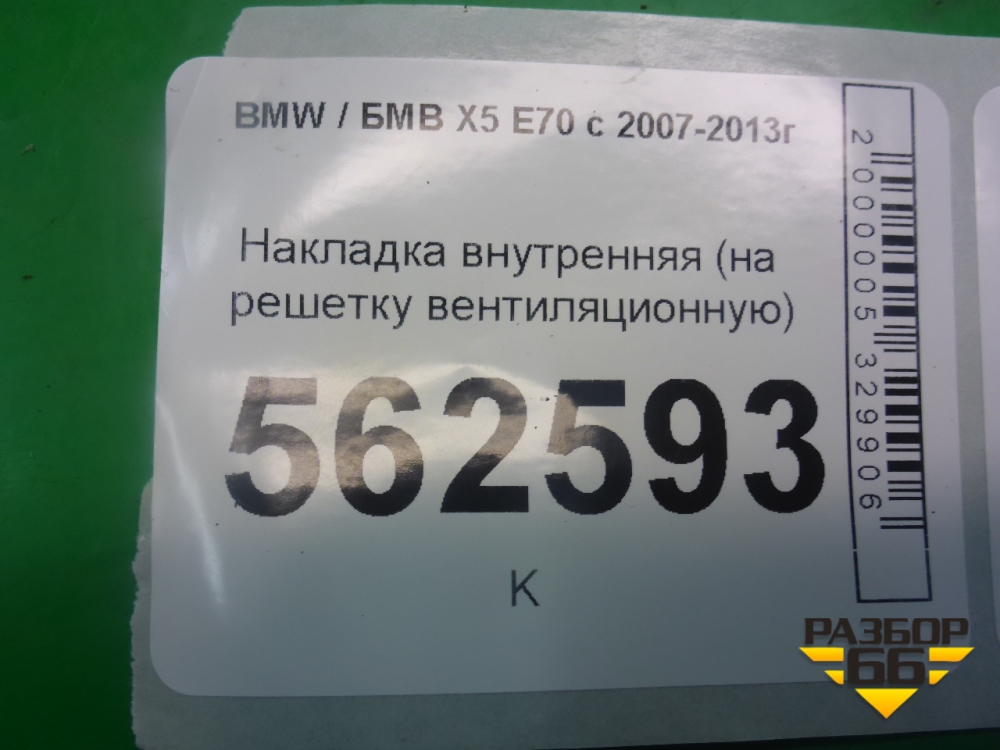 BMW / БМВ X5 E70 с 2007-2013г
Накладка внутренняя (на
решетку вентиляционную)
562593
К
2000005329906
РАЗБОР
66